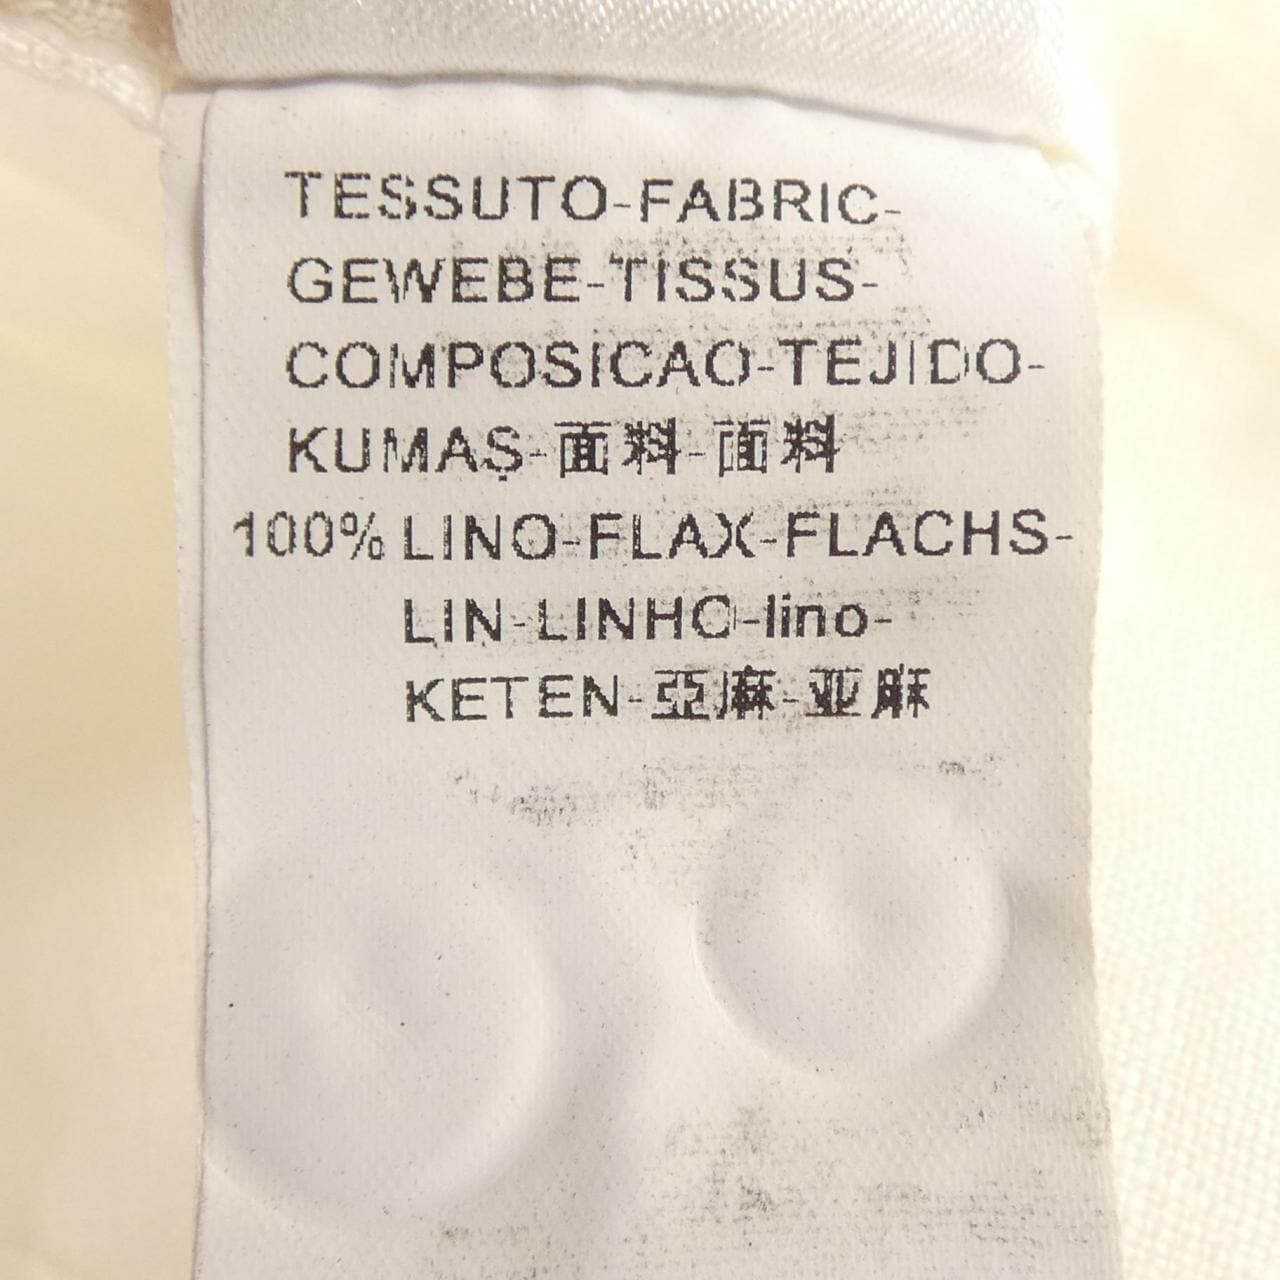 TESSUTO-FABRIC-
GEWEBE-TISSUS-
COMPOSICAO-TEJIDO-
KUMAŞ-面料-面料
100% LINO-FLAX-FLACHS-
LIN-LINHO-lino-
KETEN-亞麻-亚麻